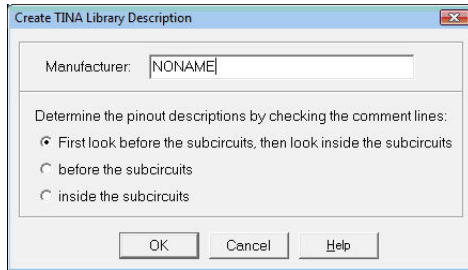 Create TINA Library Description
Manufacturer: NONAME
Determine the pinout descriptions by checking the comment lines:
First look before the subcircuits, then look inside the subcircuits
before the subcircuits
inside the subcircuits
OK Cancel Help